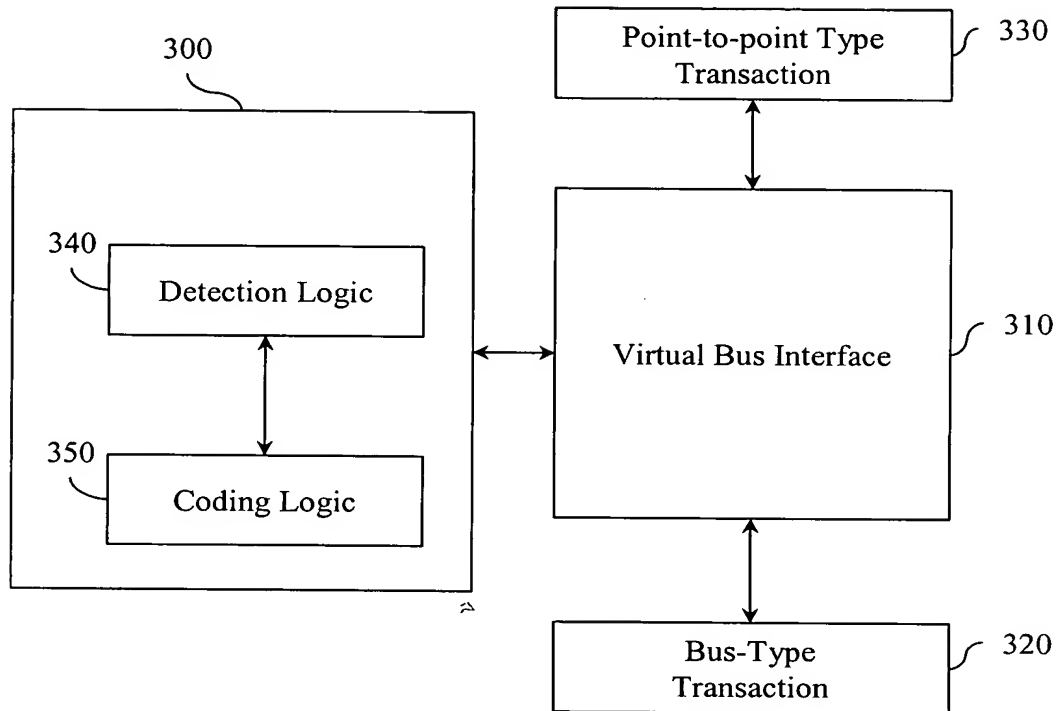 300
Point-to-point Type
Transaction
330
340
Detection Logic
Virtual Bus Interface
310
350
Coding Logic
Bus-Type
Transaction
320